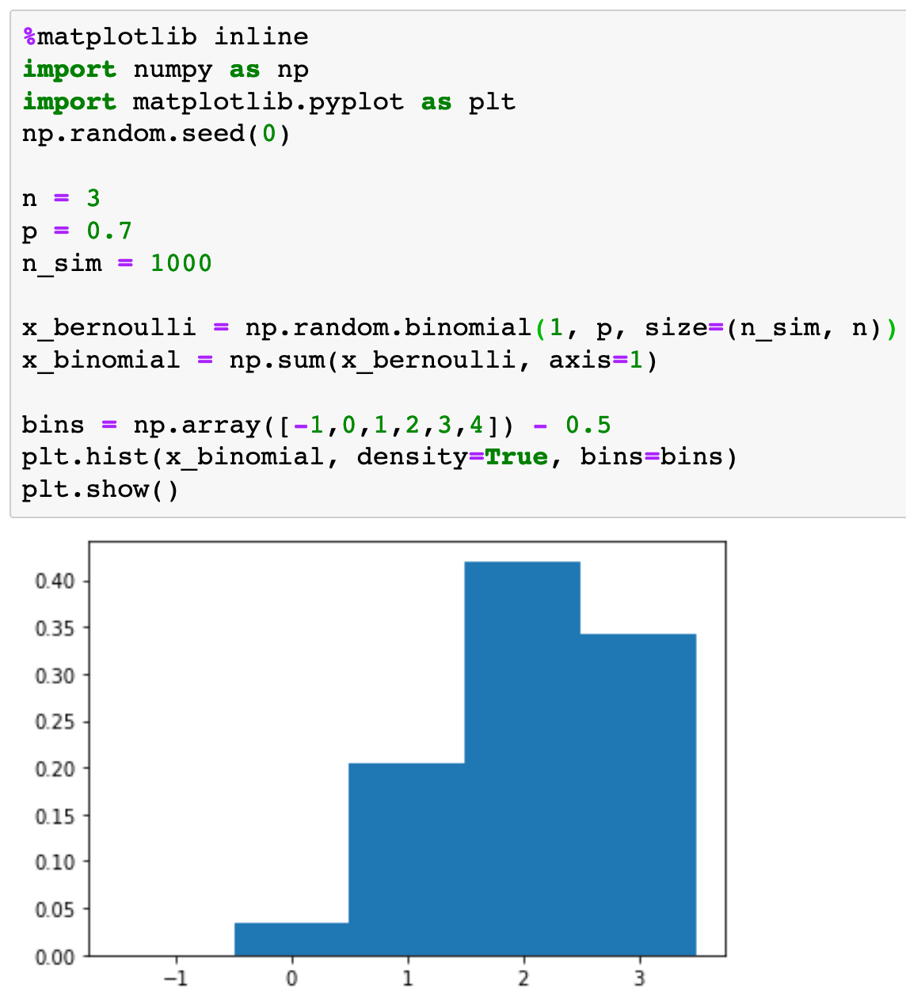 %matplotlib inline
import numpy as np
import matplotlib.pyplot as plt
np.random.seed(0)
n = 3
p = 0.7
n_sim = 1000
x_bernoulli = np.random.binomial(1, p, size=(n_sim, n))
x_binomial = np.sum(x_bernoulli, axis=1)
bins = np.array([-1,0,1,2,3,4]) - 0.5
plt.hist(x_binomial, density=True, bins=bins)
plt.show()
0.40
0.35
0.30
0.25
0.20
0.15
0.10
0.05
0.00
−1 0 1 2 3